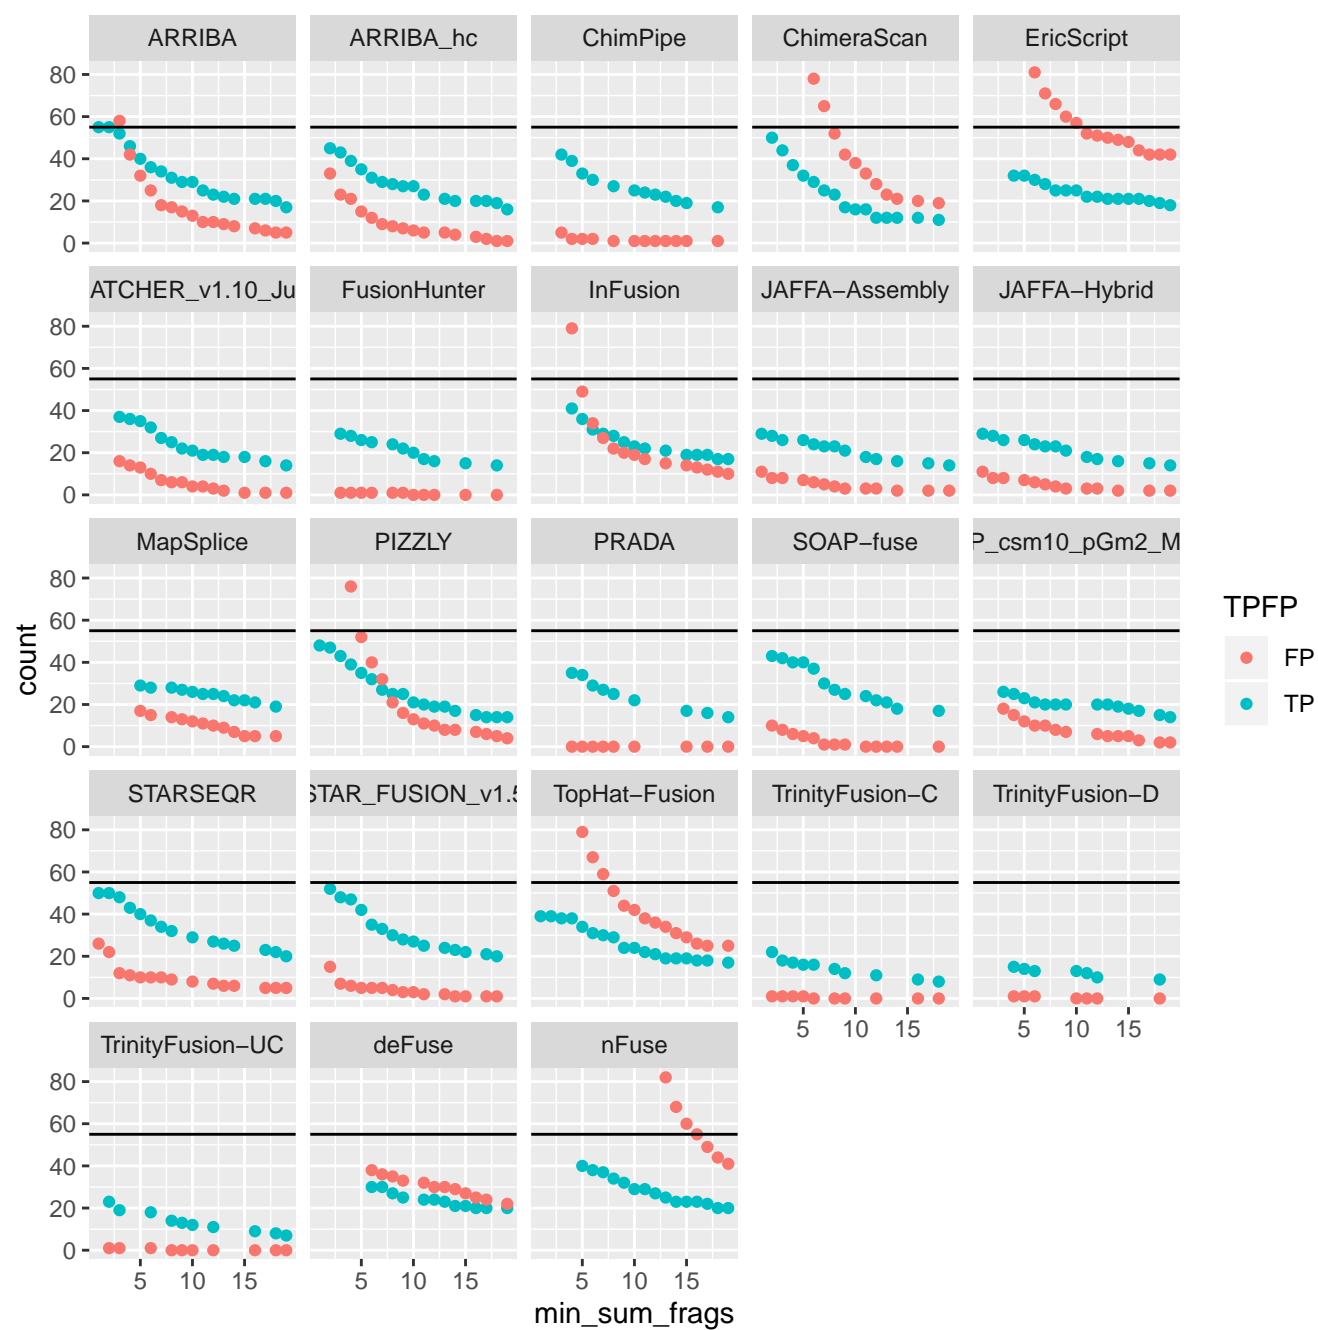 ARRIBA ARRIBA_hc ChimPipe ChimeraScan EricScript
80
60
40
20
0
ATCHER_v1.10_Ju FusionHunter InFusion JAFFA−Assembly JAFFA−Hybrid
80
60
40
20
0
MapSplice PIZZLY PRADA SOAP−fuse P_csm10_pGm2_M
80
60
40
20
0
count
TPFP
FP
TP
STARSEQR STAR_FUSION_v1.5 TopHat−Fusion TrinityFusion−C TrinityFusion−D
80
60
40
20
0
5 10 15 5 10 15
TrinityFusion−UC deFuse nFuse
80
60
40
20
0
5 10 15 5 10 15 5 10 15
min_sum_frags